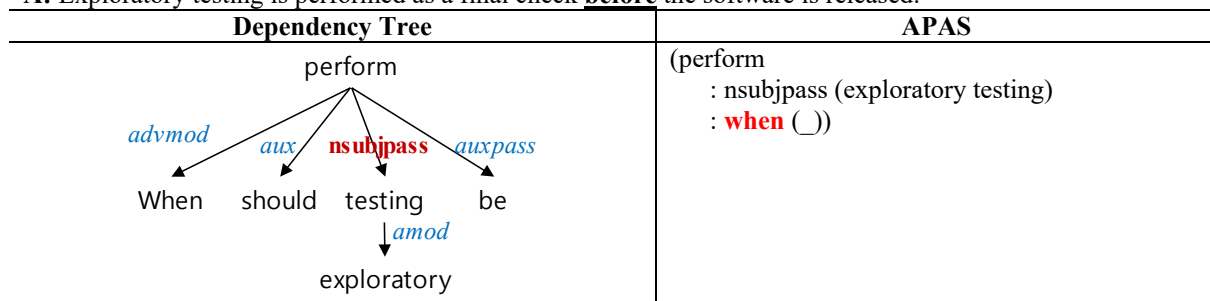 A: Exploratory testing is performed as a final check before the software is released.
Dependency Tree APAS
perform
(perform
: nsubjpass (exploratory testing)
: when (_))
advmod aux nsubjpass auxpass
When should testing be
amod
exploratory